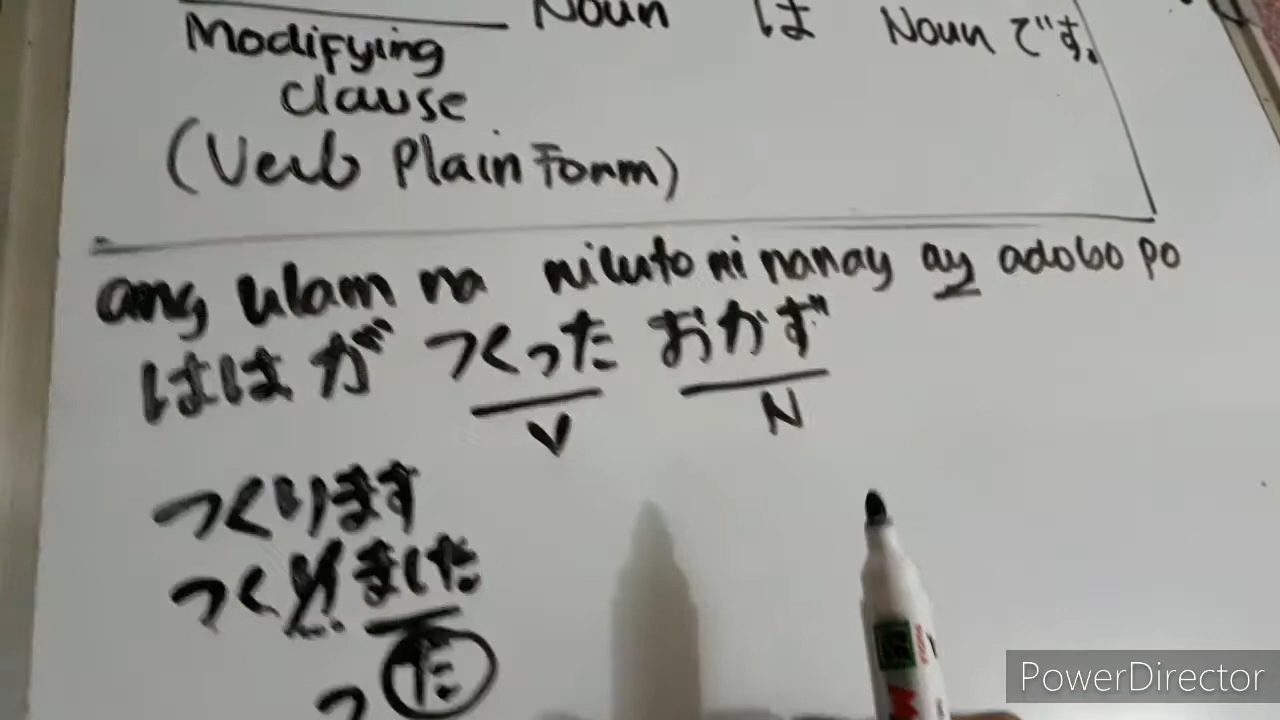 Noun は Noun です。
Modifying
clause
(Verb Plain Form)
ang ulam na niluto ni nanay ay adobo po
ははが つくった おかず
V N
つくります
つくりました
た
っ
PowerDirector